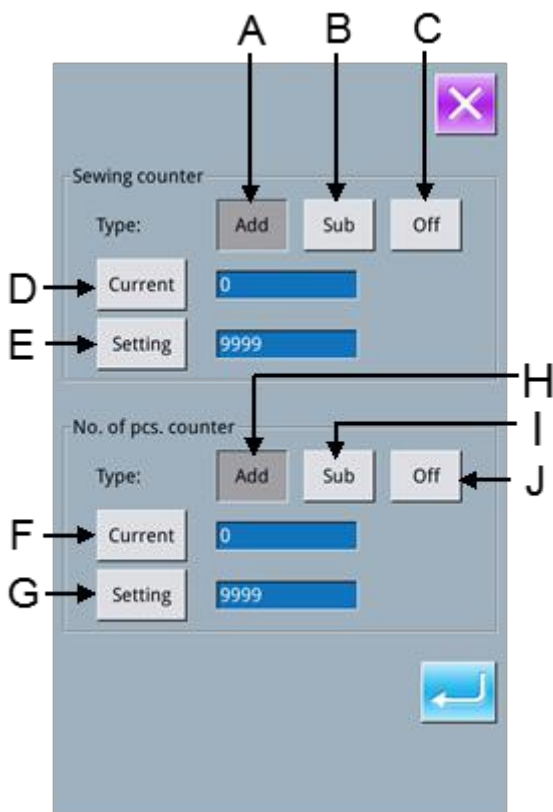 A B C
Sewing counter
Type: Add Sub Off
D Current 0
E Setting 9999
H
No. of pcs. counter
I
Type: Add Sub Off J
F Current 0
G Setting 9999